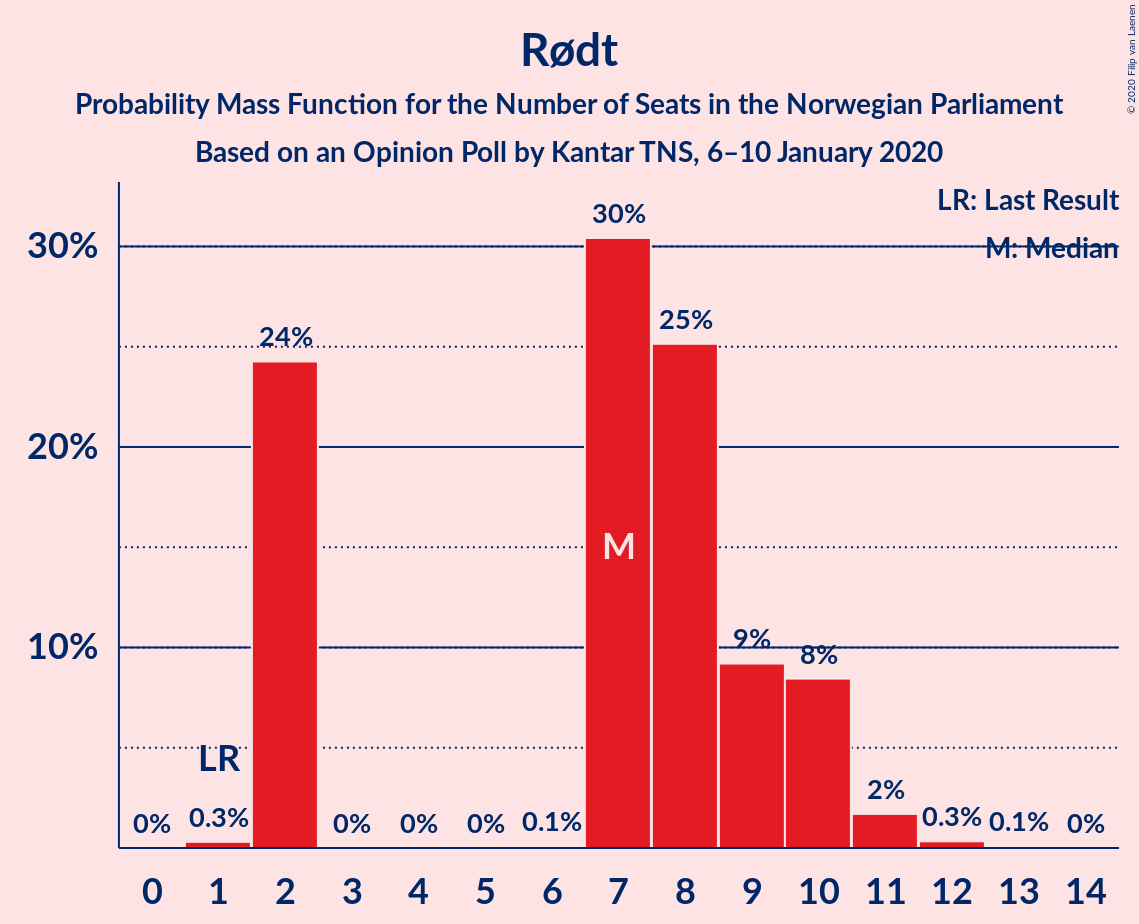 Rødt
Probability Mass Function for the Number of Seats in the Norwegian Parliament
Based on an Opinion Poll by Kantar TNS, 6–10 January 2020
© 2020 Filip van Laenen
LR: Last Result
M: Median
30%
20%
10%
0%
0.3%
24%
0%
0%
0%
0.1%
30%
25%
9%
8%
2%
0.3%
0.1%
0%
LR
M
0 1 2 3 4 5 6 7 8 9 10 11 12 13 14